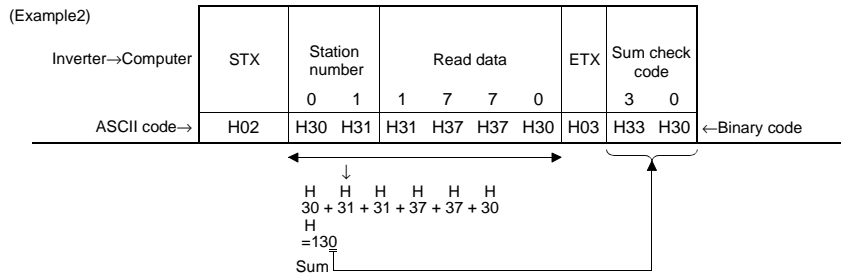 (Example2)
Inverter→Computer STX Station number Read data ETX Sum check code
0 1 1 7 7 0 3 0
ASCII code→ H02 H30 H31 H31 H37 H37 H30 H03 H33 H30 ←Binary code
↓
H H H H H H
30 + 31 + 31 + 37 + 37 + 30
H
=130
Sum